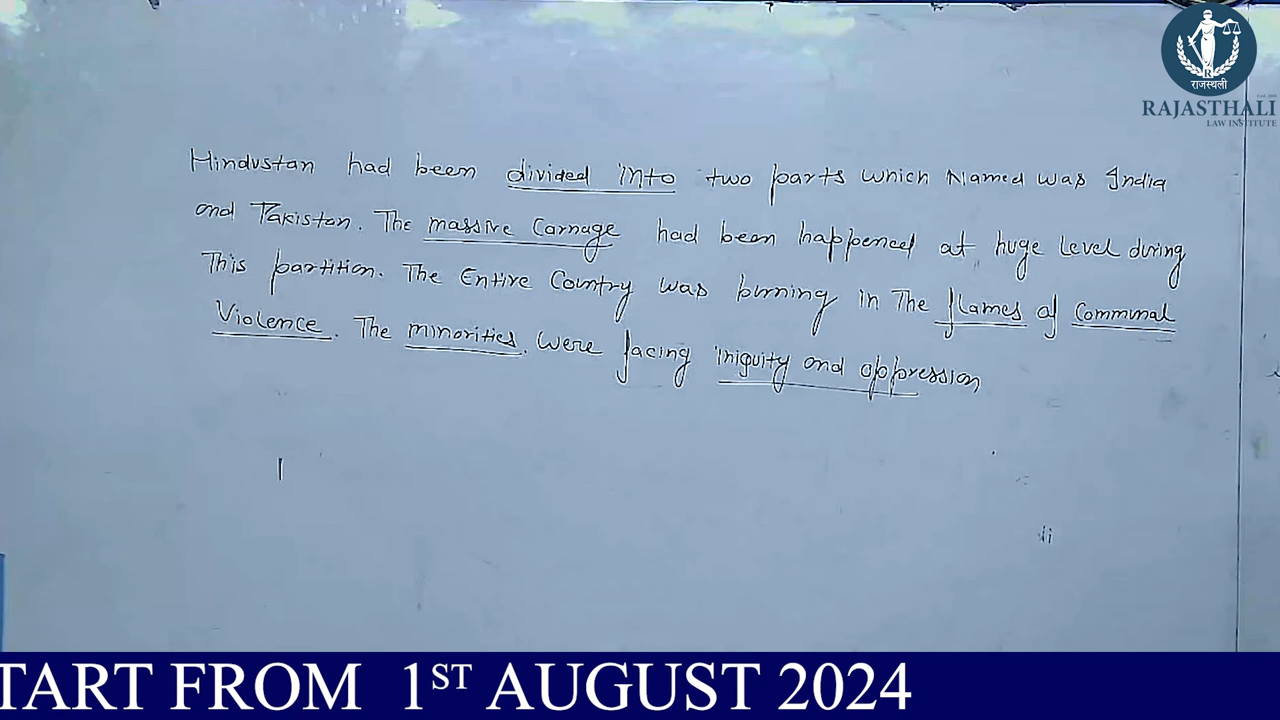 राजस्थली
RAJASTHALI
LAW INSTITUTE
Hindustan had been divided into two parts which Named was India
and Pakistan. The massive Carnage had been happened at huge level during
This partition. The Entire Country was burning in The flames of Communal
Violence. The minorities. were facing iniquity and oppression
TART FROM 1ST AUGUST 2024